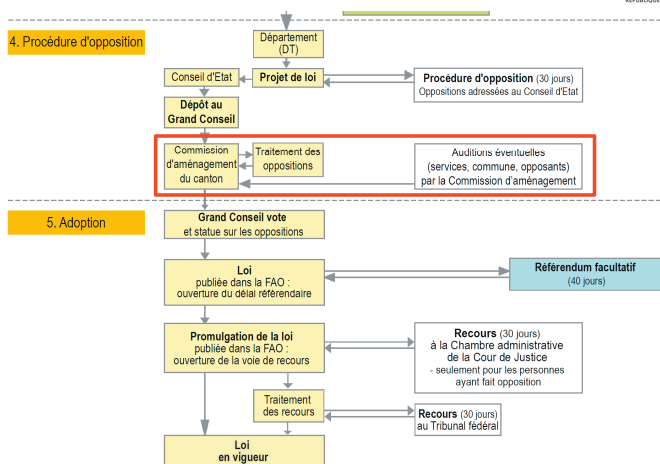 REPUBLIQUE
4. Procédure d'opposition
Département
(DT)
Conseil d'Etat
Projet de loi
Procédure d'opposition (30 jours)
Oppositions adressées au Conseil d'Etat
Dépôt au
Grand Conseil
Commission
d'aménagement
du canton
Traitement des
oppositions
Auditions éventuelles
(services, commune, opposants)
par la Commission d'aménagement
5. Adoption
Grand Conseil vote
et statue sur les oppositions
Loi
publiée dans la FAO :
ouverture du délai référendaire
Référendum facultatif
(40 jours)
Promulgation de la loi
publiée dans la FAO :
ouverture de la voie de recours
Recours (30 jours)
à la Chambre administrative
de la Cour de Justice
- seulement pour les personnes
ayant fait opposition
Traitement
des recours
Recours (30 jours)
au Tribunal fédéral
Loi
en vigueur